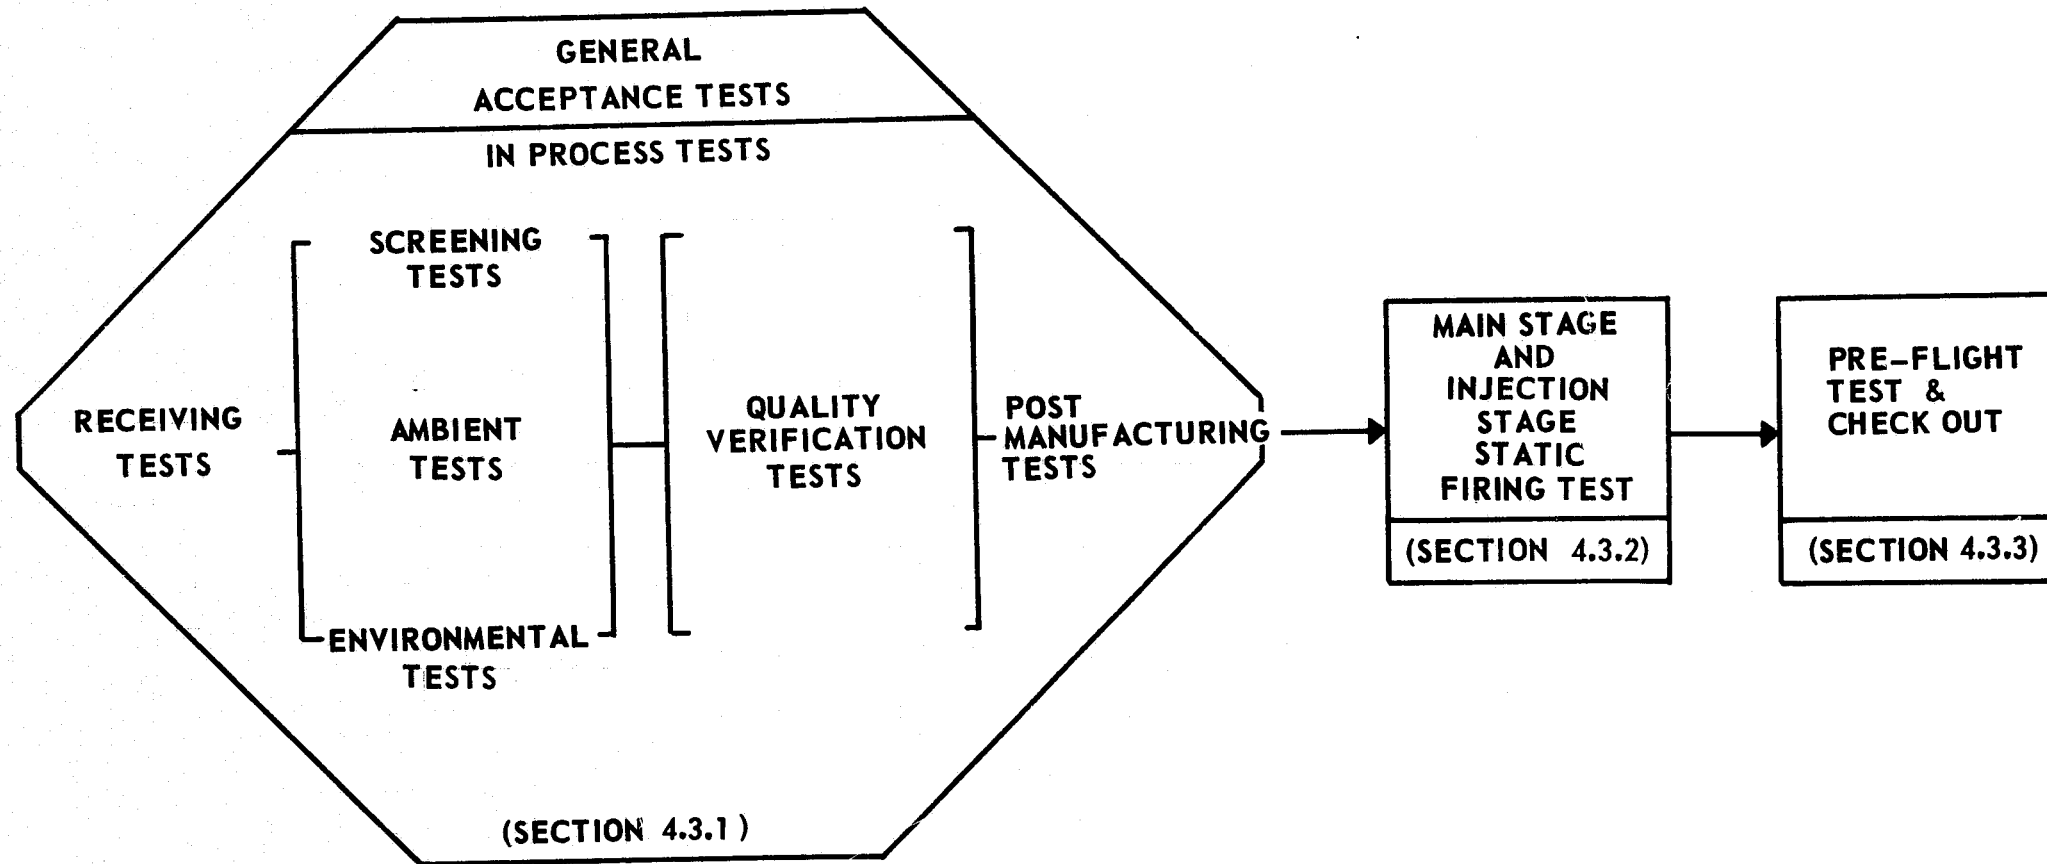 GENERAL
ACCEPTANCE TESTS
IN PROCESS TESTS
RECEIVING
TESTS
SCREENING
TESTS
AMBIENT
TESTS
ENVIRONMENTAL
TESTS
QUALITY
VERIFICATION
TESTS
POST
MANUFACTURING
TESTS
(SECTION 4.3.1)
MAIN STAGE
AND
INJECTION
STAGE
STATIC
FIRING TEST
(SECTION 4.3.2)
PRE-FLIGHT
TEST &
CHECK OUT
(SECTION 4.3.3)